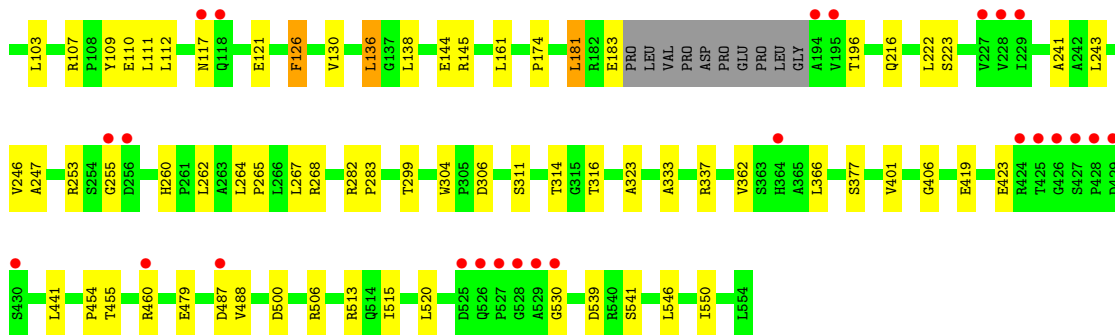 L103 R107 P108 Y109 E110 L111 L112 N117 Q118 E121 F126 V130 L136 G137 L138 E144 R145 L161 P174 L181 R182 E183 PRO LEU VAL PRO ASP PRO GLU PRO LEU GLY A194 V195 T196 Q216 L222 S223 V227 V228 I229 A241 A242 L243
V246 A247 R253 S254 G255 D256 H260 P261 L262 A263 L264 P265 L266 L267 R268 R282 P283 T299 W304 P305 D306 S311 T314 G315 T316 A323 A333 R337 V362 S363 H364 A365 L366 S377 V401 G406 E419 E423 R424 T425 G426 S427 P428
S430 L441 P454 T455 R460 E479 D487 V488 D500 R506 R513 Q514 I515 L520 D525 Q526 P527 G528 A529 G530 D539 R540 S541 L546 I550 L554